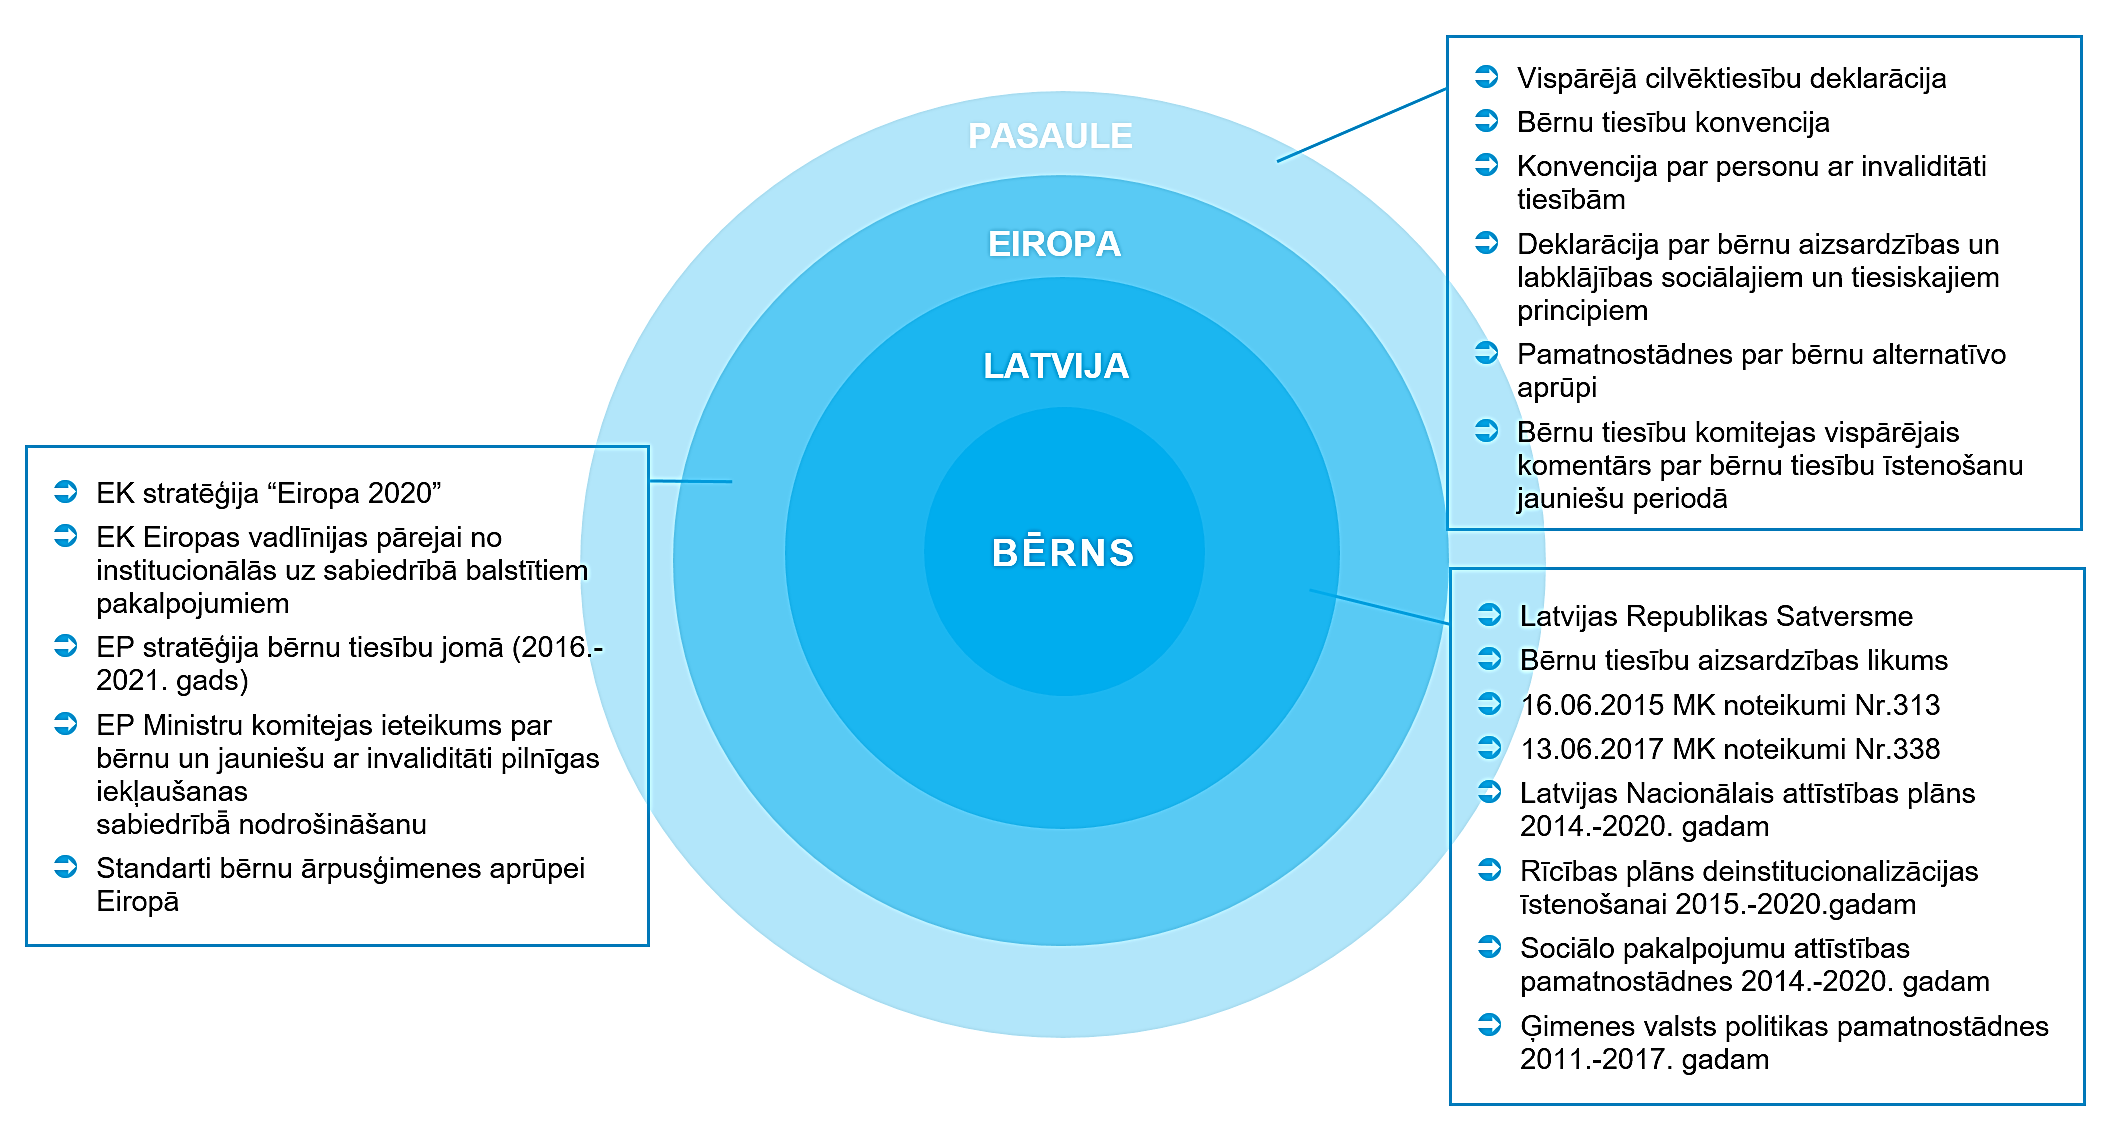 PASAULE
EIROPA
LATVIJA
BĒRNS
Vispārējā cilvēktiesību deklarācija
Bērnu tiesību konvencija
Konvencija par personu ar invaliditāti
tiesībām
Deklarācija par bērnu aizsardzības un
labklājības sociālajiem un tiesiskajiem
principiem
Pamatnostādnes par bērnu alternatīvo
aprūpi
Bērnu tiesību komitejas vispārējais
komentārs par bērnu tiesību īstenošanu
jauniešu periodā
EK stratēģija “Eiropa 2020”
EK Eiropas vadlīnijas pārejai no
institucionālās uz sabiedrībā balstītiem
pakalpojumiem
EP stratēģija bērnu tiesību jomā (2016.-
2021. gads)
EP Ministru komitejas ieteikums par
bērnu un jauniešu ar invaliditāti pilnīgas
iekļaušanas
sabiedrībā nodrošināšanu
Standarti bērnu ārpusģimenes aprūpei
Eiropā
Latvijas Republikas Satversme
Bērnu tiesību aizsardzības likums
16.06.2015 MK noteikumi Nr.313
13.06.2017 MK noteikumi Nr.338
Latvijas Nacionālais attīstības plāns
2014.-2020. gadam
Rīcības plāns deinstitucionalizācijas
īstenošanai 2015.-2020.gadam
Sociālo pakalpojumu attīstības
pamatnostādnes 2014.-2020. gadam
Ģimenes valsts politikas pamatnostādnes
2011.-2017. gadam